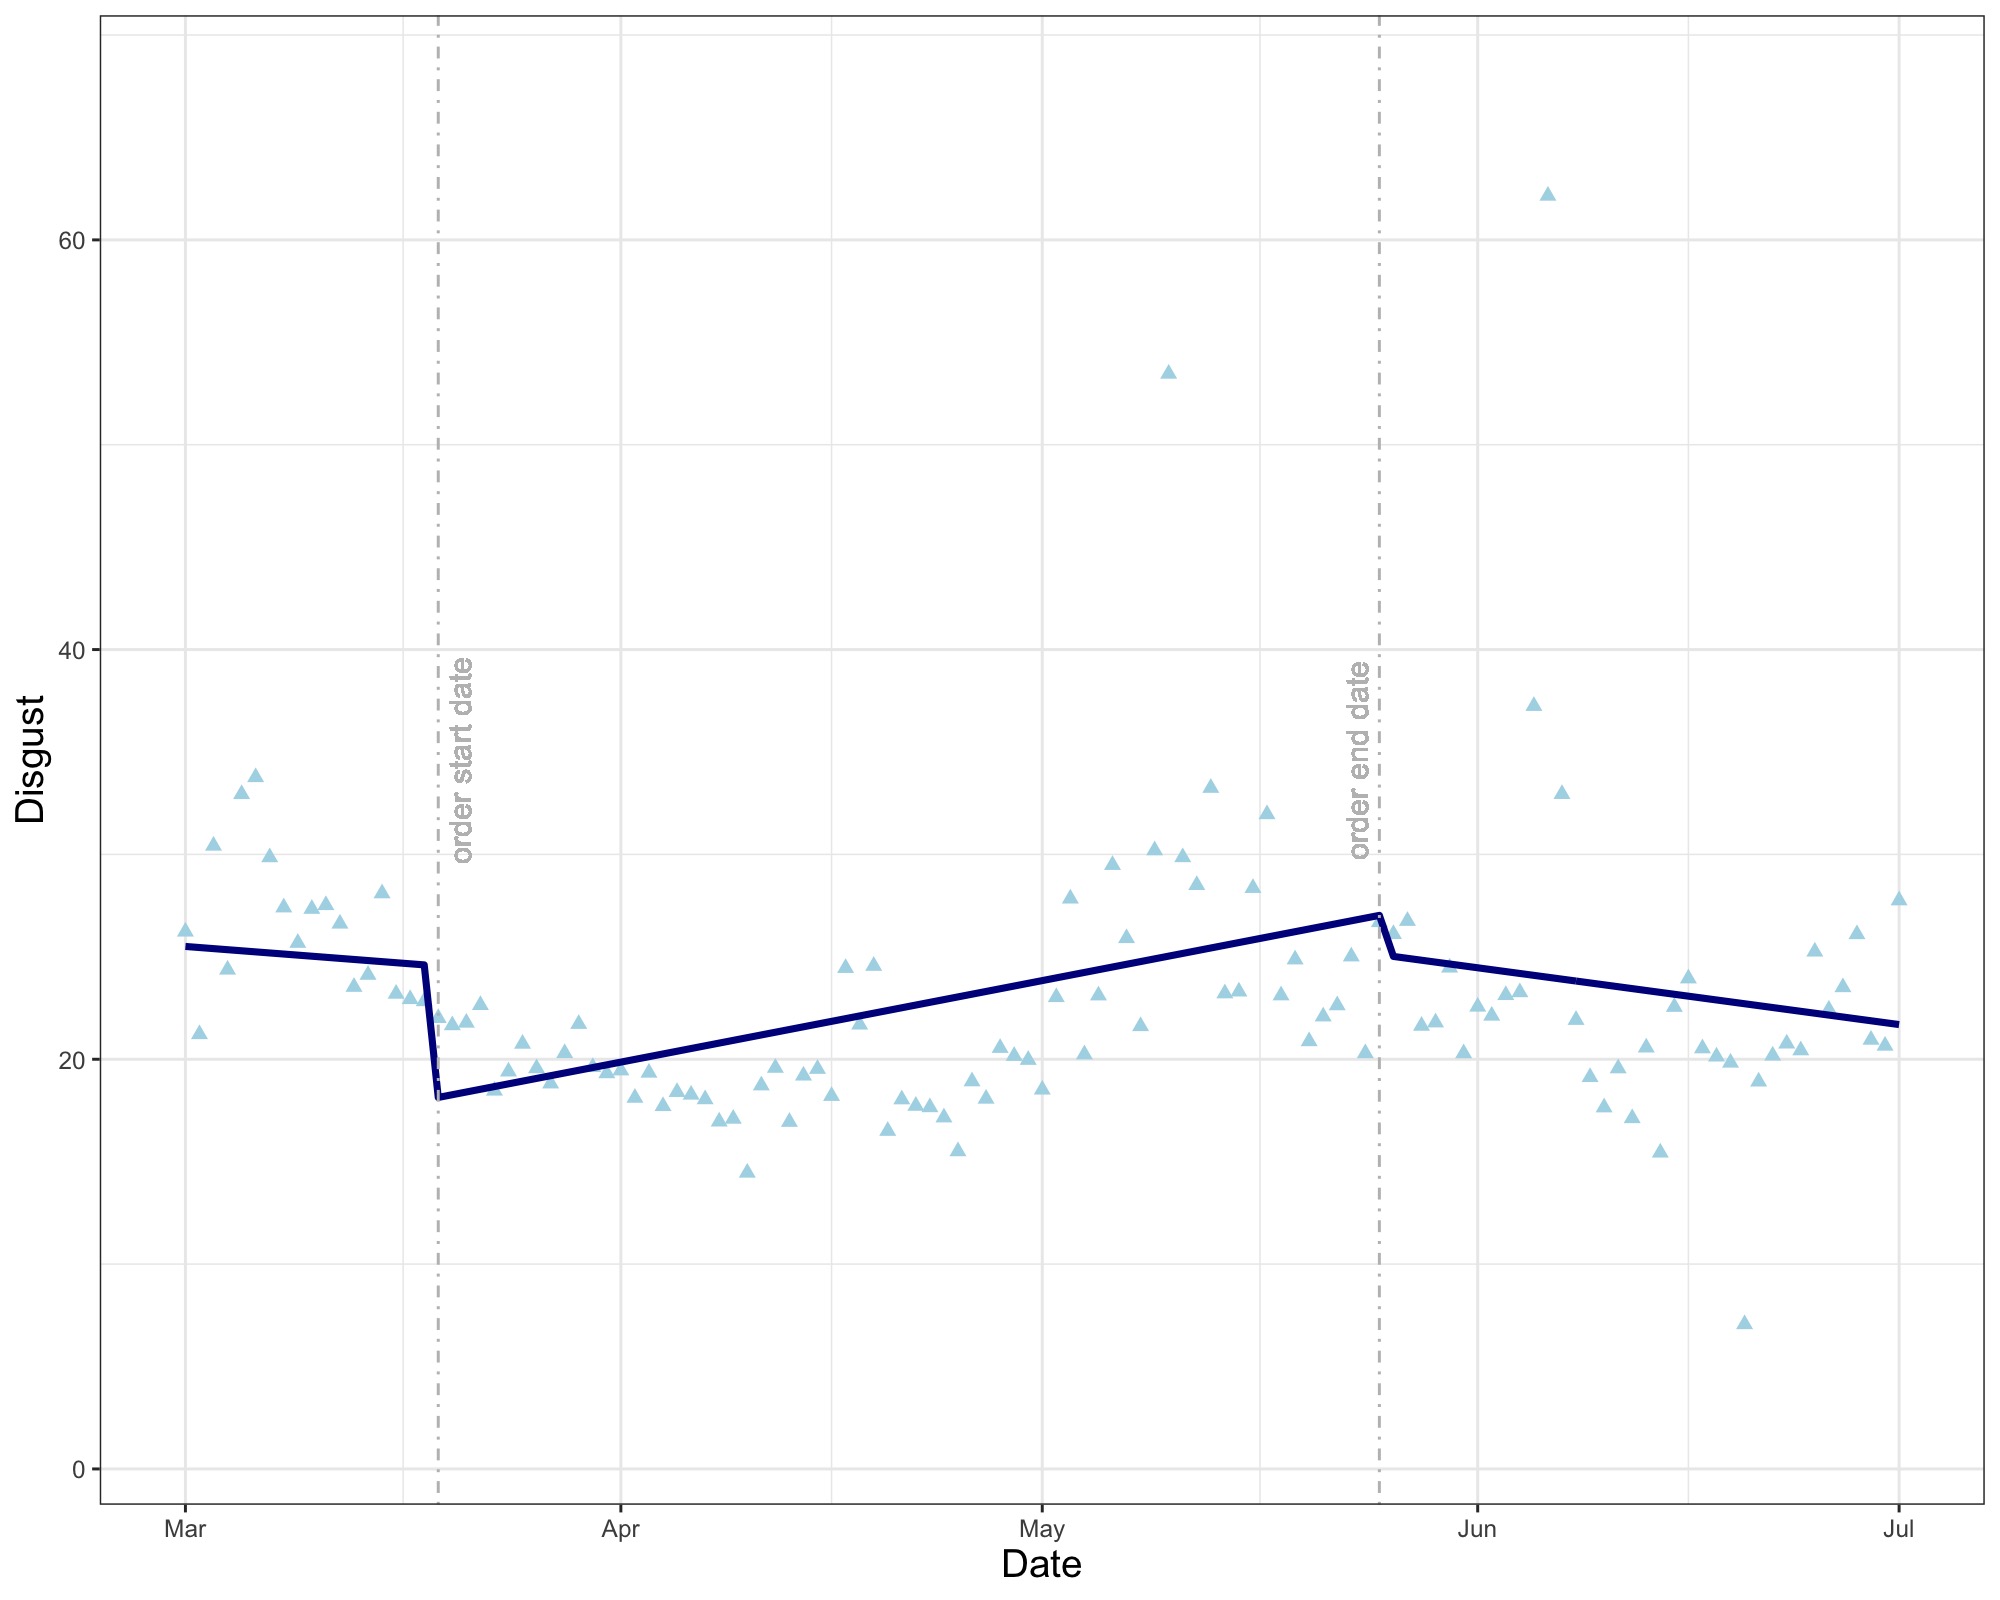 60
40
20
0
Disgust
order start date
order end date
Mar
Apr
May
Jun
Jul
Date